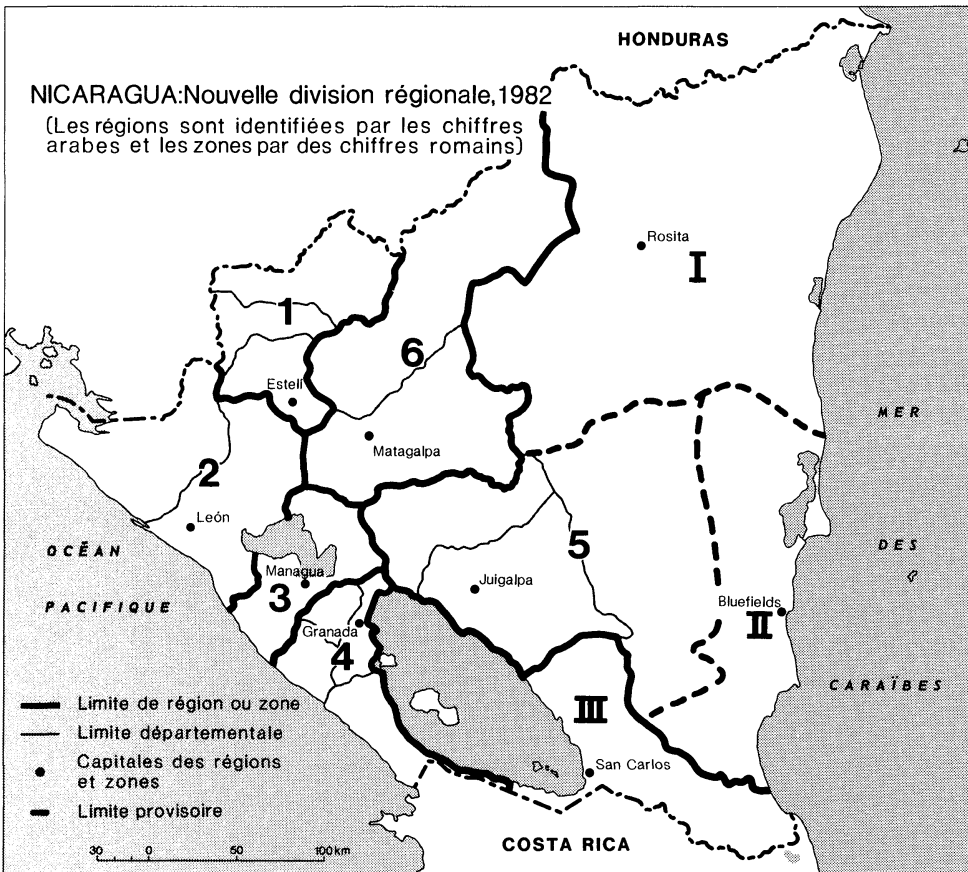 HONDURAS
NICARAGUA:Nouvelle division régionale,1982
(Les régions sont identifiées par les chiffres
arabes et les zones par des chiffres romains)
Rosita
I
1
6
Estelí
MER
Matagalpa
2
León
OCÉAN
5
DES
Managua
Juigalpa
3
PACIFIQUE
Bluefields
II
Granada
4
CARAÏBES
Limite de région ou zone
III
Limite départementale
Capitales des régions
et zones
San Carlos
Limite provisoire
COSTA RICA
30 0 50 100km